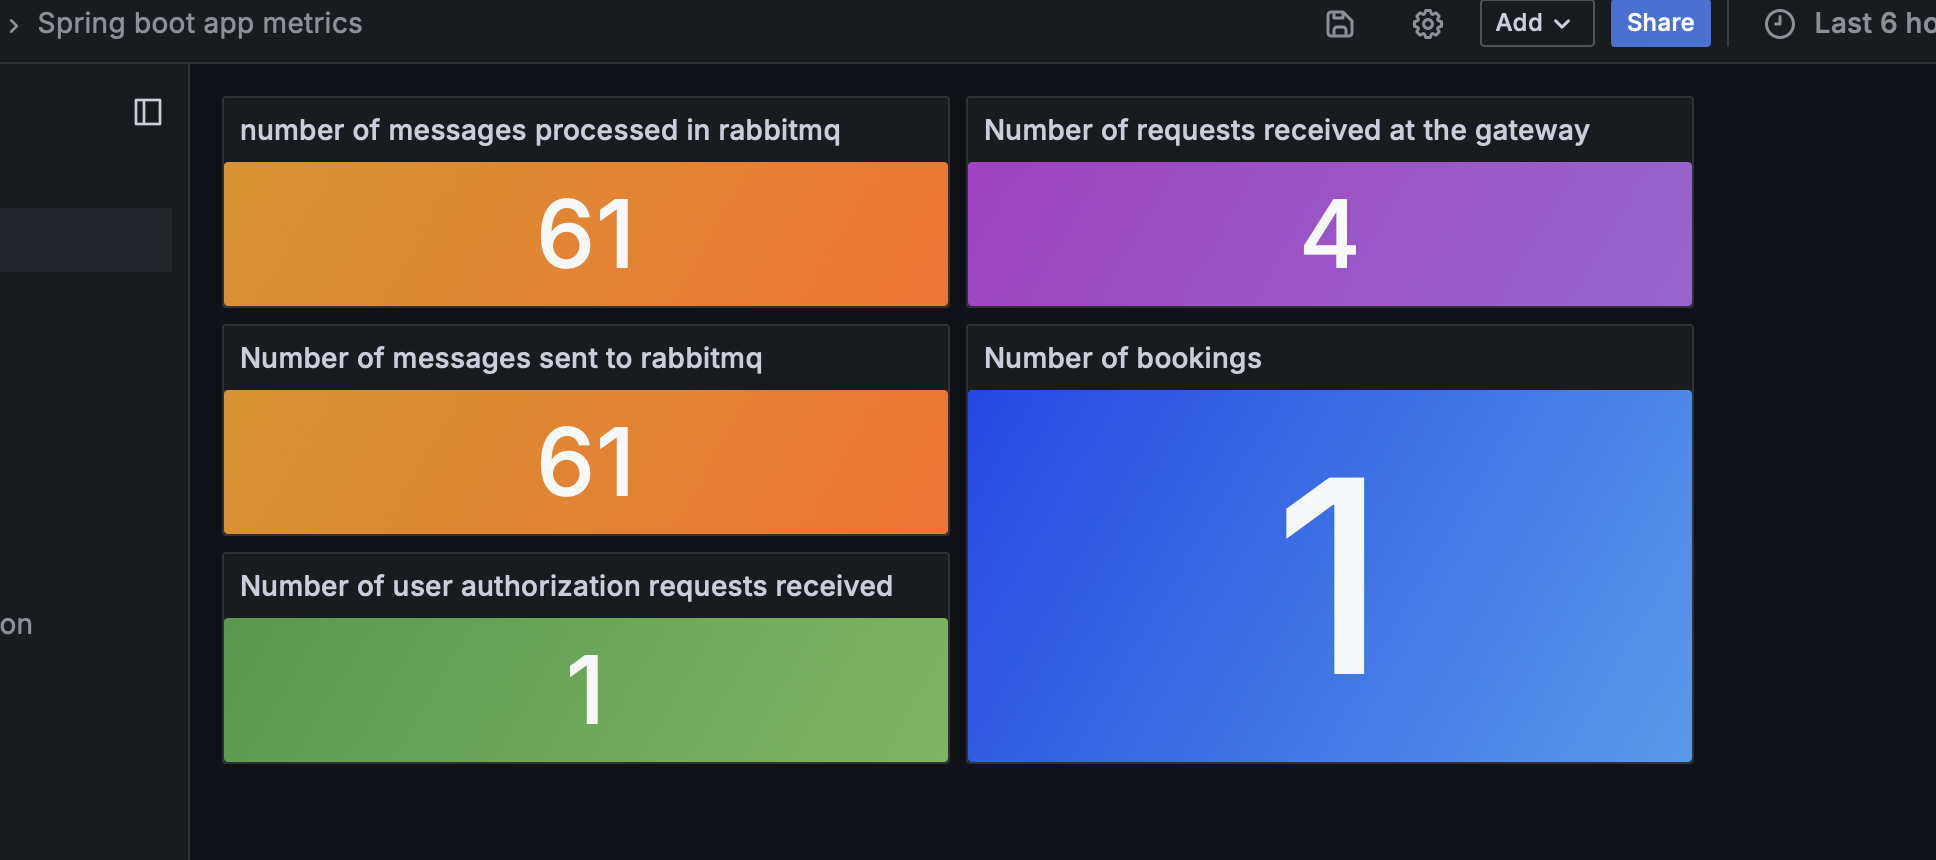 Spring boot app metrics
Add
Share
Last 6 ho
number of messages processed in rabbitmq
61
Number of requests received at the gateway
4
Number of messages sent to rabbitmq
61
Number of bookings
1
Number of user authorization requests received
1
on